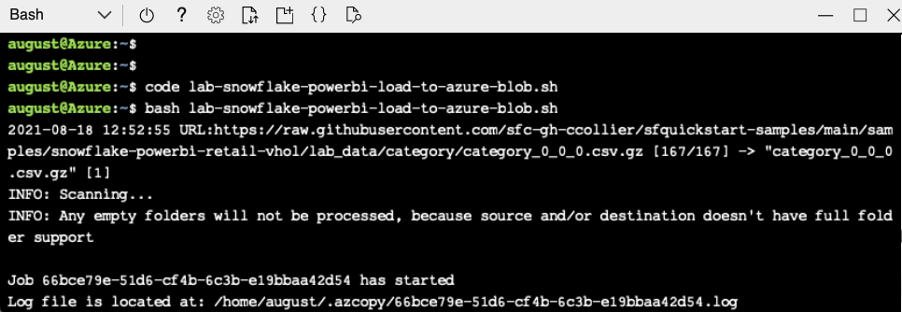 Bash
august@Azure:~$
august@Azure:~$
august@Azure:~$ code lab-snowflake-powerbi-load-to-azure-blob.sh
august@Azure:~$ bash lab-snowflake-powerbi-load-to-azure-blob.sh
2021-08-18 12:52:55 URL:https://raw.githubusercontent.com/sfc-gh-ccollier/sfquickstart-samples/main/sam
ples/snowflake-powerbi-retail-vhol/lab_data/category/category_0_0_0.csv.gz [167/167] -> "category_0_0_0
.csv.gz" [1]
INFO: Scanning...
INFO: Any empty folders will not be processed, because source and/or destination doesn't have full fold
er support
Job 66bce79e-51d6-cf4b-6c3b-e19bbaa42d54 has started
Log file is located at: /home/august/.azcopy/66bce79e-51d6-cf4b-6c3b-e19bbaa42d54.log